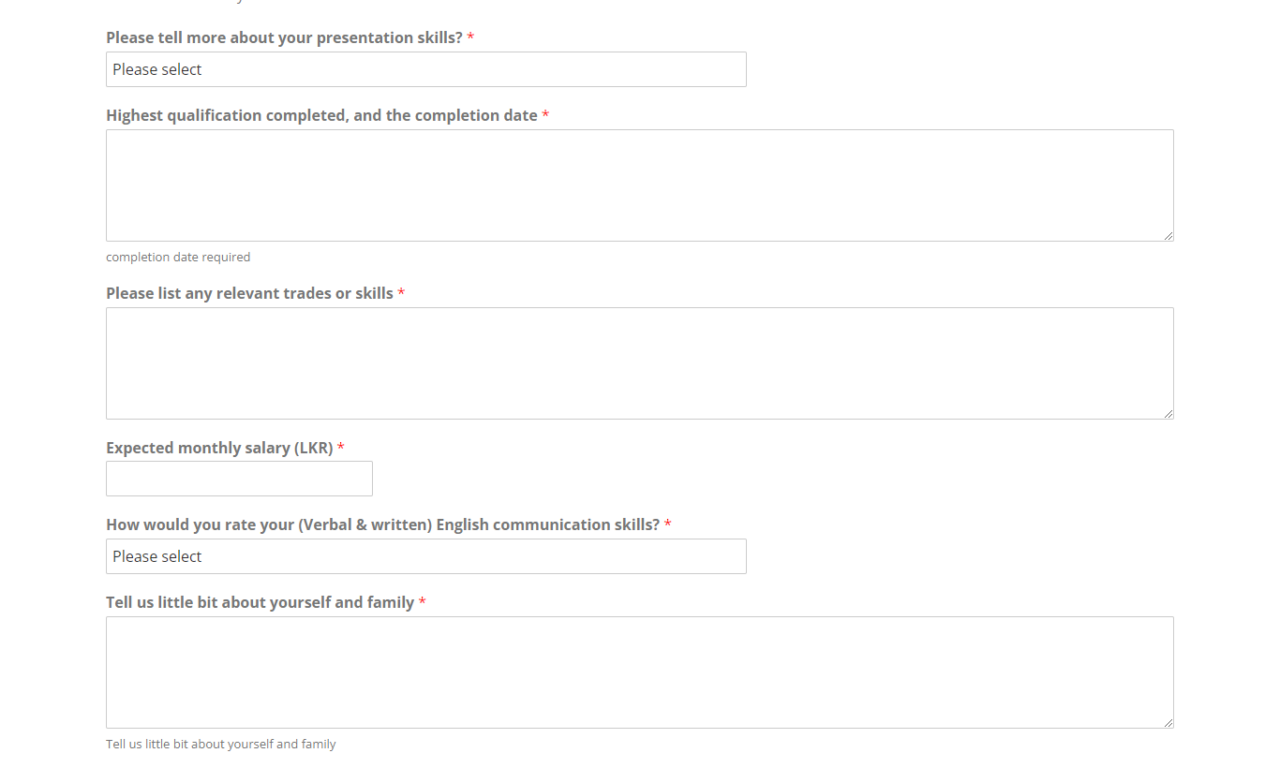 Please tell more about your presentation skills? *
Please select
Highest qualification completed, and the completion date *
completion date required
Please list any relevant trades or skills *
Expected monthly salary (LKR) *
How would you rate your (Verbal & written) English communication skills? *
Please select
Tell us little bit about yourself and family *
Tell us little bit about yourself and family